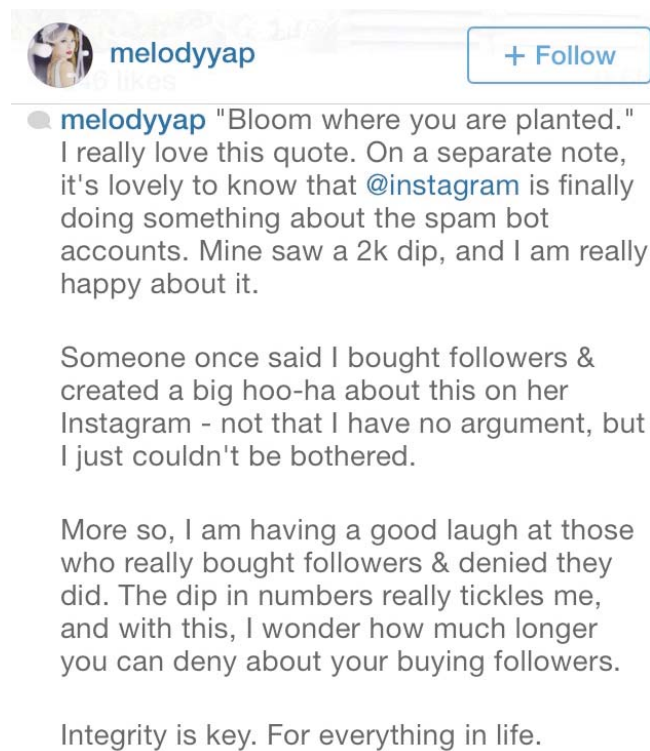 melodyyap
+ Follow
6 likes
melodyyap "Bloom where you are planted."
I really love this quote. On a separate note,
it's lovely to know that @instagram is finally
doing something about the spam bot
accounts. Mine saw a 2k dip, and I am really
happy about it.
Someone once said I bought followers &
created a big hoo-ha about this on her
Instagram - not that I have no argument, but
I just couldn't be bothered.
More so, I am having a good laugh at those
who really bought followers & denied they
did. The dip in numbers really tickles me,
and with this, I wonder how much longer
you can deny about your buying followers.
Integrity is key. For everything in life.